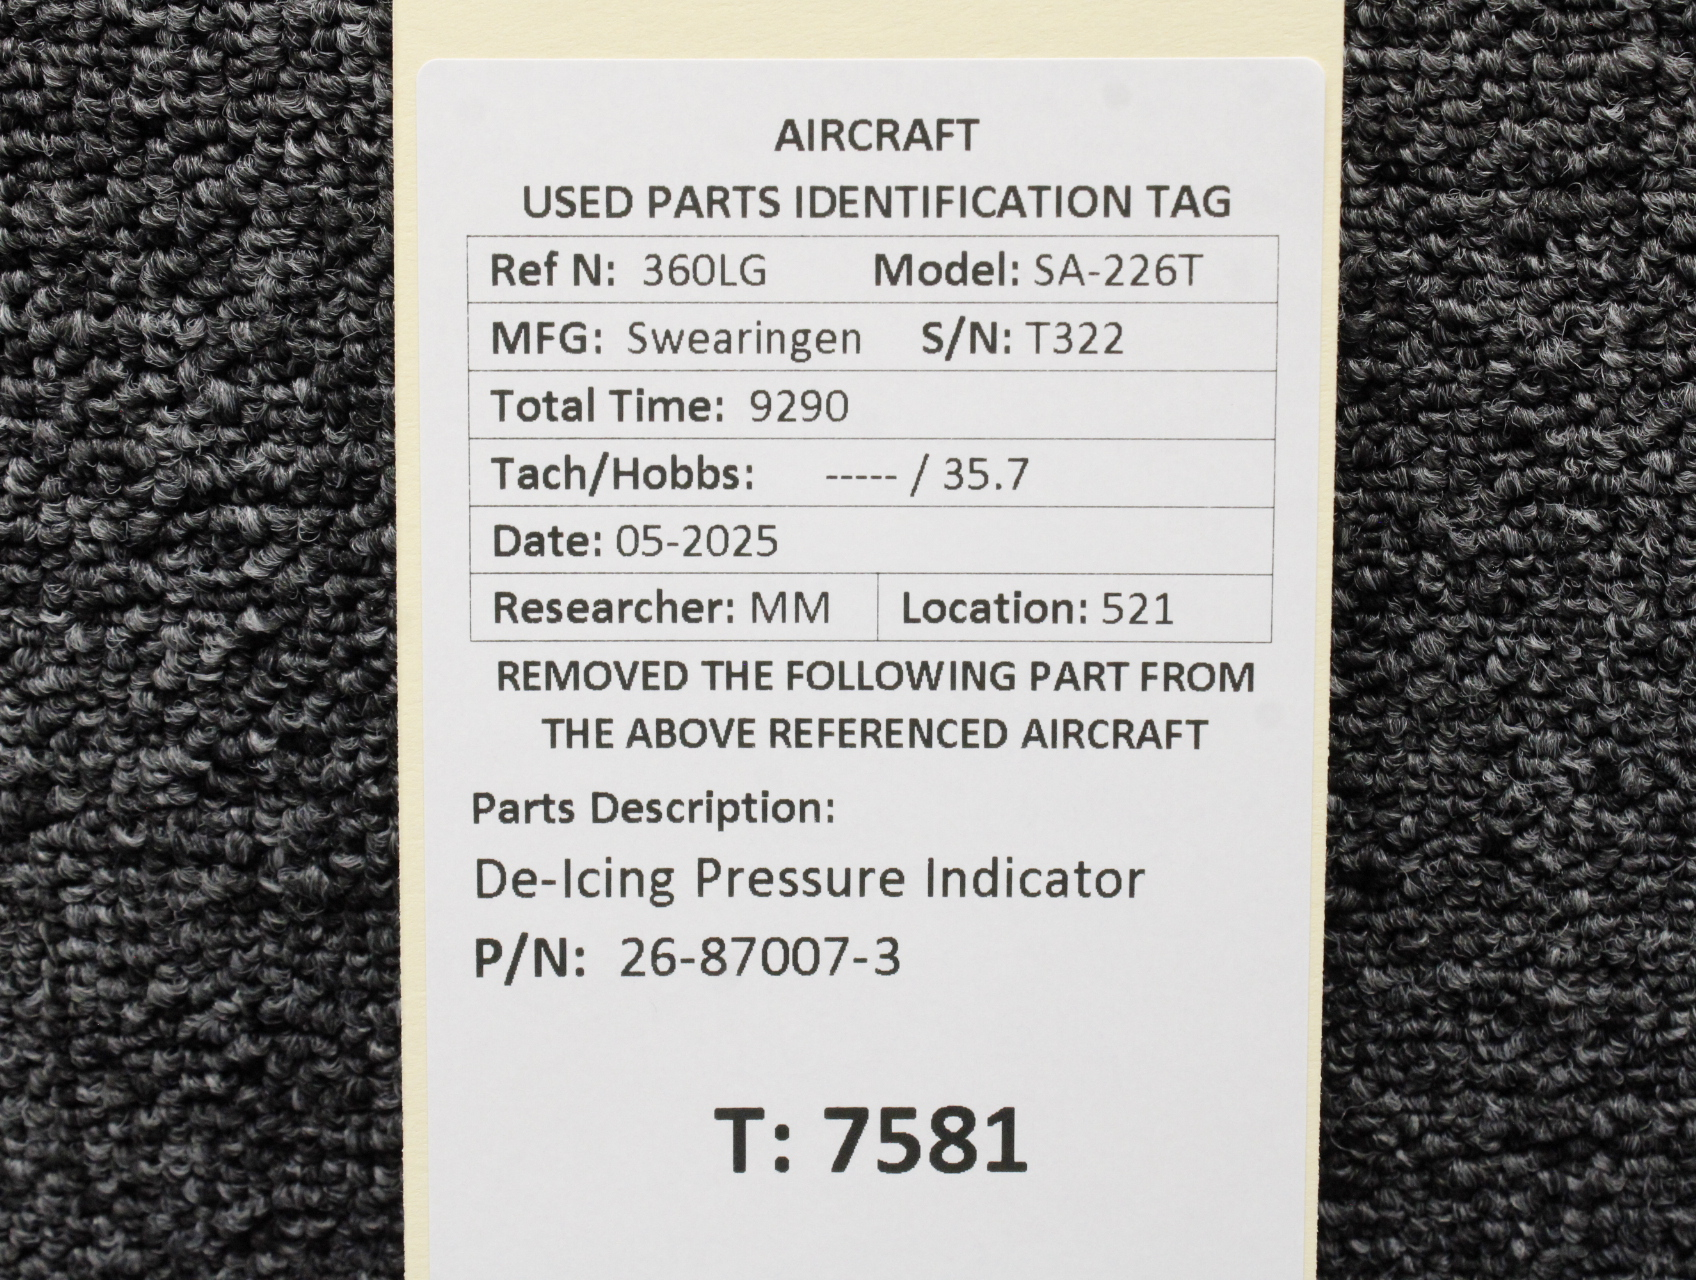 AIRCRAFT
USED PARTS IDENTIFICATION TAG
Ref N: 360LG Model: SA-226T
MFG: Swearingen S/N: T322
Total Time: 9290
Tach/Hobbs: ----- / 35.7
Date: 05-2025
Researcher: MM Location: 521
REMOVED THE FOLLOWING PART FROM
THE ABOVE REFERENCED AIRCRAFT
Parts Description:
De-Icing Pressure Indicator
P/N: 26-87007-3
T: 7581